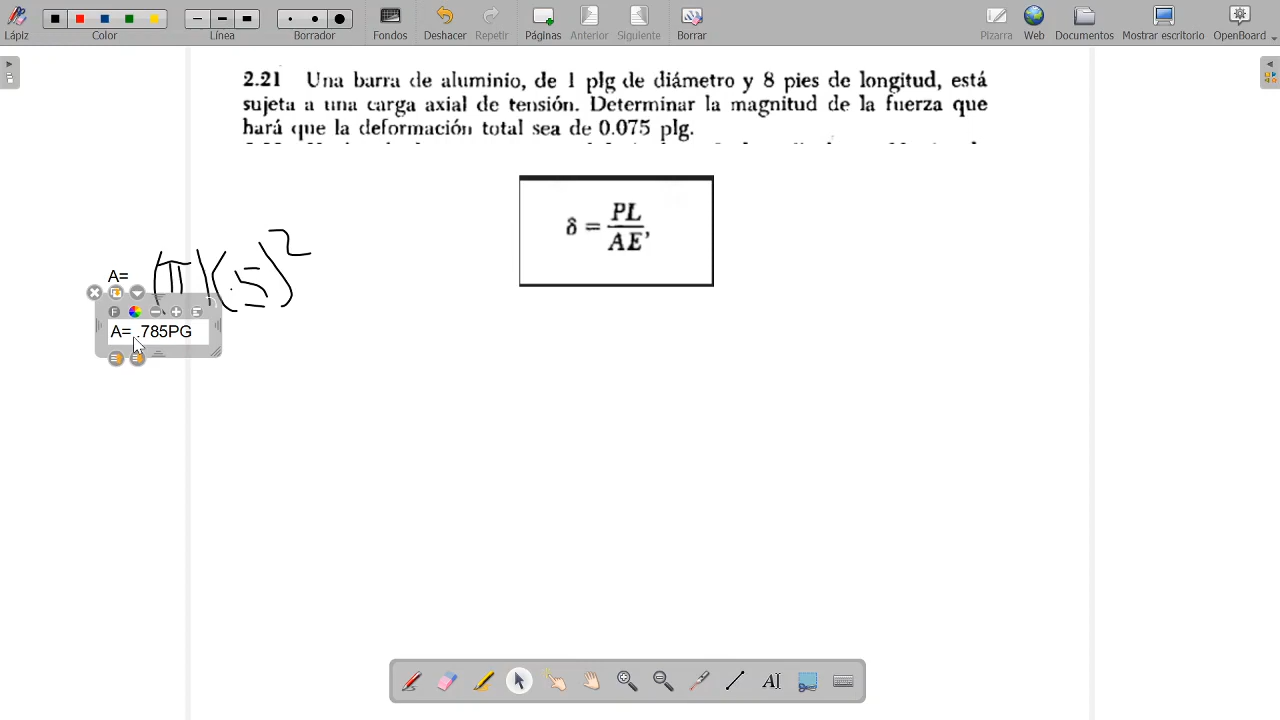 Lápiz Color Línea Borrador Fondos Deshacer Repetir Páginas Anterior Siguiente Borrar Pizarra Web Documentos Mostrar escritorio OpenBoard
2.21 Una barra de aluminio, de 1 plg de diámetro y 8 pies de longitud, está
sujeta a una carga axial de tensión. Determinar la magnitud de la fuerza que
hará que la deformación total sea de 0.075 plg.
δ = PL
AE,
A= (π)(.5)²
F
A= .785PG
AI